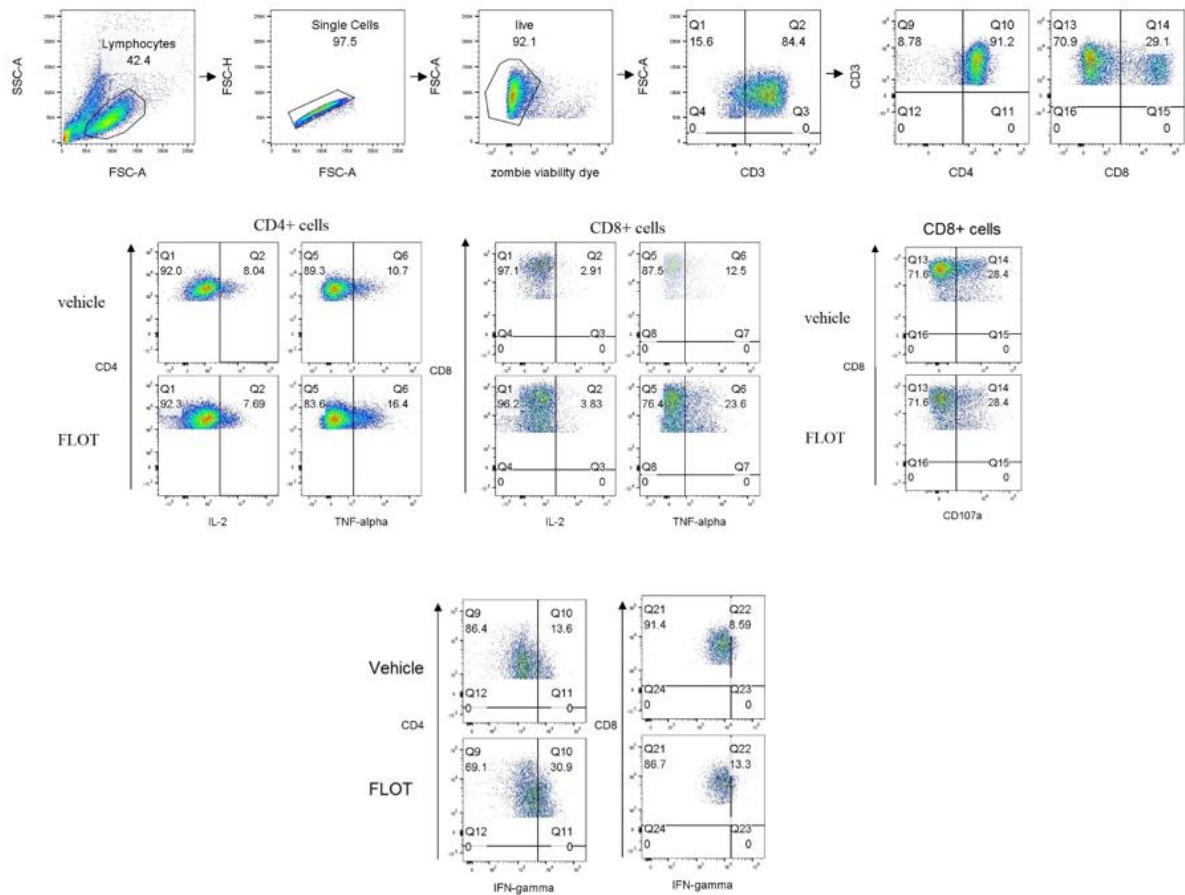 Lymphocytes
42.4
SSC-A
FSC-A
Single Cells
97.5
FSC-H
FSC-A
live
92.1
FSC-A
zombie viability dye
Q1 Q2
15.6 84.4
Q4 Q3
0 0
FSC-A
CD3
Q9 Q10
8.78 91.2
Q12 Q11
0 0
CD3
CD4
Q13 Q14
70.9 29.1
Q16 Q15
0 0
CD8
CD4+ cells
CD8+ cells
CD8+ cells
vehicle
Q1 Q2
92.0 8.04
Q5 Q6
89.3 10.7
CD4
FLOT
Q1 Q2
92.3 7.69
Q5 Q6
83.6 16.4
IL-2
TNF-alpha
Q1 Q2
97.1 2.91
Q4 Q3
0 0
Q5 Q6
87.5 12.5
Q8 Q7
0 0
CD8
Q1 Q2
96.2 3.83
Q4 Q3
0 0
Q5 Q6
76.4 23.6
Q8 Q7
0 0
IL-2
TNF-alpha
vehicle
Q13 Q14
71.6 28.4
Q16 Q15
0 0
CD8
FLOT
Q13 Q14
71.6 28.4
Q16 Q15
0 0
CD107a
Vehicle
Q9 Q10
86.4 13.6
Q12 Q11
0 0
CD4
FLOT
Q9 Q10
69.1 30.9
Q12 Q11
0 0
IFN-gamma
Q21 Q22
91.4 8.59
Q24 Q23
0 0
CD8
Q21 Q22
86.7 13.3
Q24 Q23
0 0
IFN-gamma